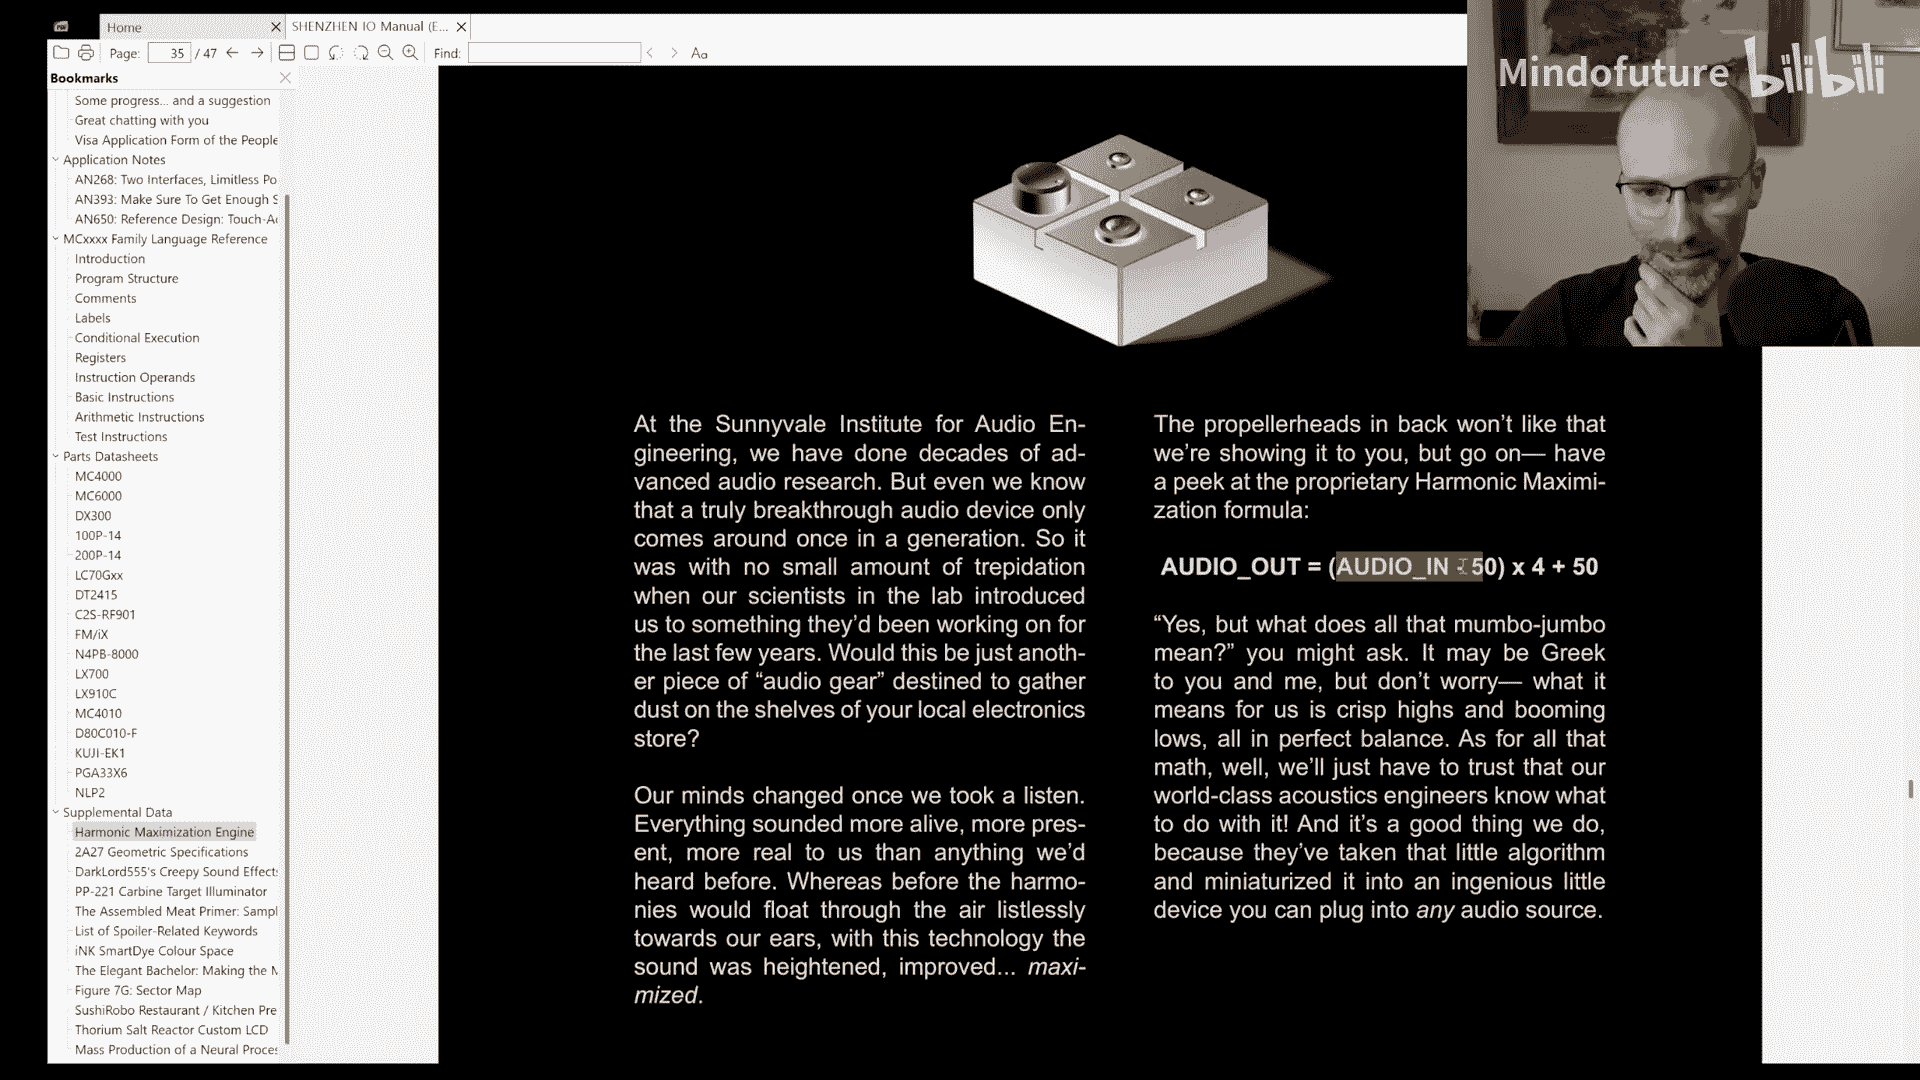 Home
SHENZHEN IO Manual (E...
Page:
35
/ 47
Find:
Aa
Bookmarks
Some progress... and a suggestion
Great chatting with you
Visa Application Form of the People
Application Notes
AN268: Two Interfaces, Limitless Po
AN393: Make Sure To Get Enough S
AN650: Reference Design: Touch-Ac
MCxxxx Family Language Reference
Introduction
Program Structure
Comments
Labels
Conditional Execution
Registers
Instruction Operands
Basic Instructions
Arithmetic Instructions
Test Instructions
Parts Datasheets
MC4000
MC6000
DX300
100P-14
200P-14
LC70Gxx
DT2415
C2S-RF901
FM/iX
N4PB-8000
LX700
LX910C
MC4010
D80C010-F
KUJI-EK1
PGA33X6
NLP2
Supplemental Data
Harmonic Maximization Engine
2A27 Geometric Specifications
DarkLord555's Creepy Sound Effects
PP-221 Carbine Target Illuminator
The Assembled Meat Primer: Sampl
List of Spoiler-Related Keywords
iNK SmartDye Colour Space
The Elegant Bachelor: Making the M
Figure 7G: Sector Map
SushiRobo Restaurant / Kitchen Pre
Thorium Salt Reactor Custom LCD
Mass Production of a Neural Proces
At the Sunnyvale Institute for Audio En-
gineering, we have done decades of ad-
vanced audio research. But even we know
that a truly breakthrough audio device only
comes around once in a generation. So it
was with no small amount of trepidation
when our scientists in the lab introduced
us to something they’d been working on for
the last few years. Would this be just anoth-
er piece of “audio gear” destined to gather
dust on the shelves of your local electronics
store?
Our minds changed once we took a listen.
Everything sounded more alive, more pres-
ent, more real to us than anything we’d
heard before. Whereas before the harmo-
nies would float through the air listlessly
towards our ears, with this technology the
sound was heightened, improved... maxi-
mized.
The propellerheads in back won’t like that
we’re showing it to you, but go on— have
a peek at the proprietary Harmonic Maximi-
zation formula:
AUDIO_OUT = (AUDIO_IN - 50) x 4 + 50
“Yes, but what does all that mumbo-jumbo
mean?” you might ask. It may be Greek
to you and me, but don’t worry— what it
means for us is crisp highs and booming
lows, all in perfect balance. As for all that
math, well, we’ll just have to trust that our
world-class acoustics engineers know what
to do with it! And it’s a good thing we do,
because they’ve taken that little algorithm
and miniaturized it into an ingenious little
device you can plug into any audio source.
Mindofuture bilibili